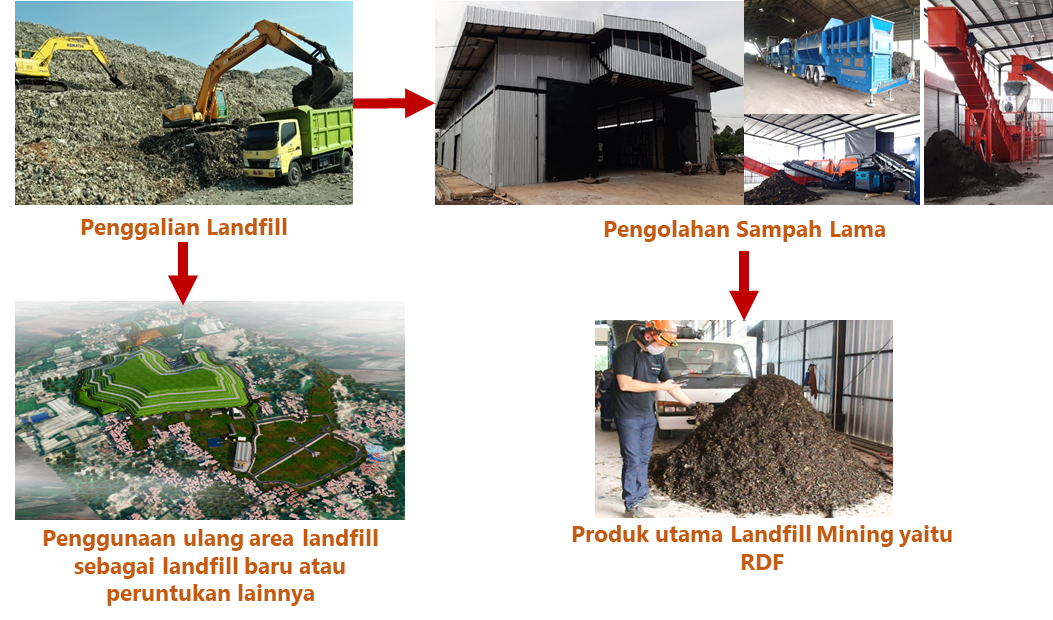 KOMATSU
Penggalian Landfill
Pengolahan Sampah Lama
Penggunaan ulang area landfill
sebagai landfill baru atau
peruntukan lainnya
Produk utama Landfill Mining yaitu
RDF